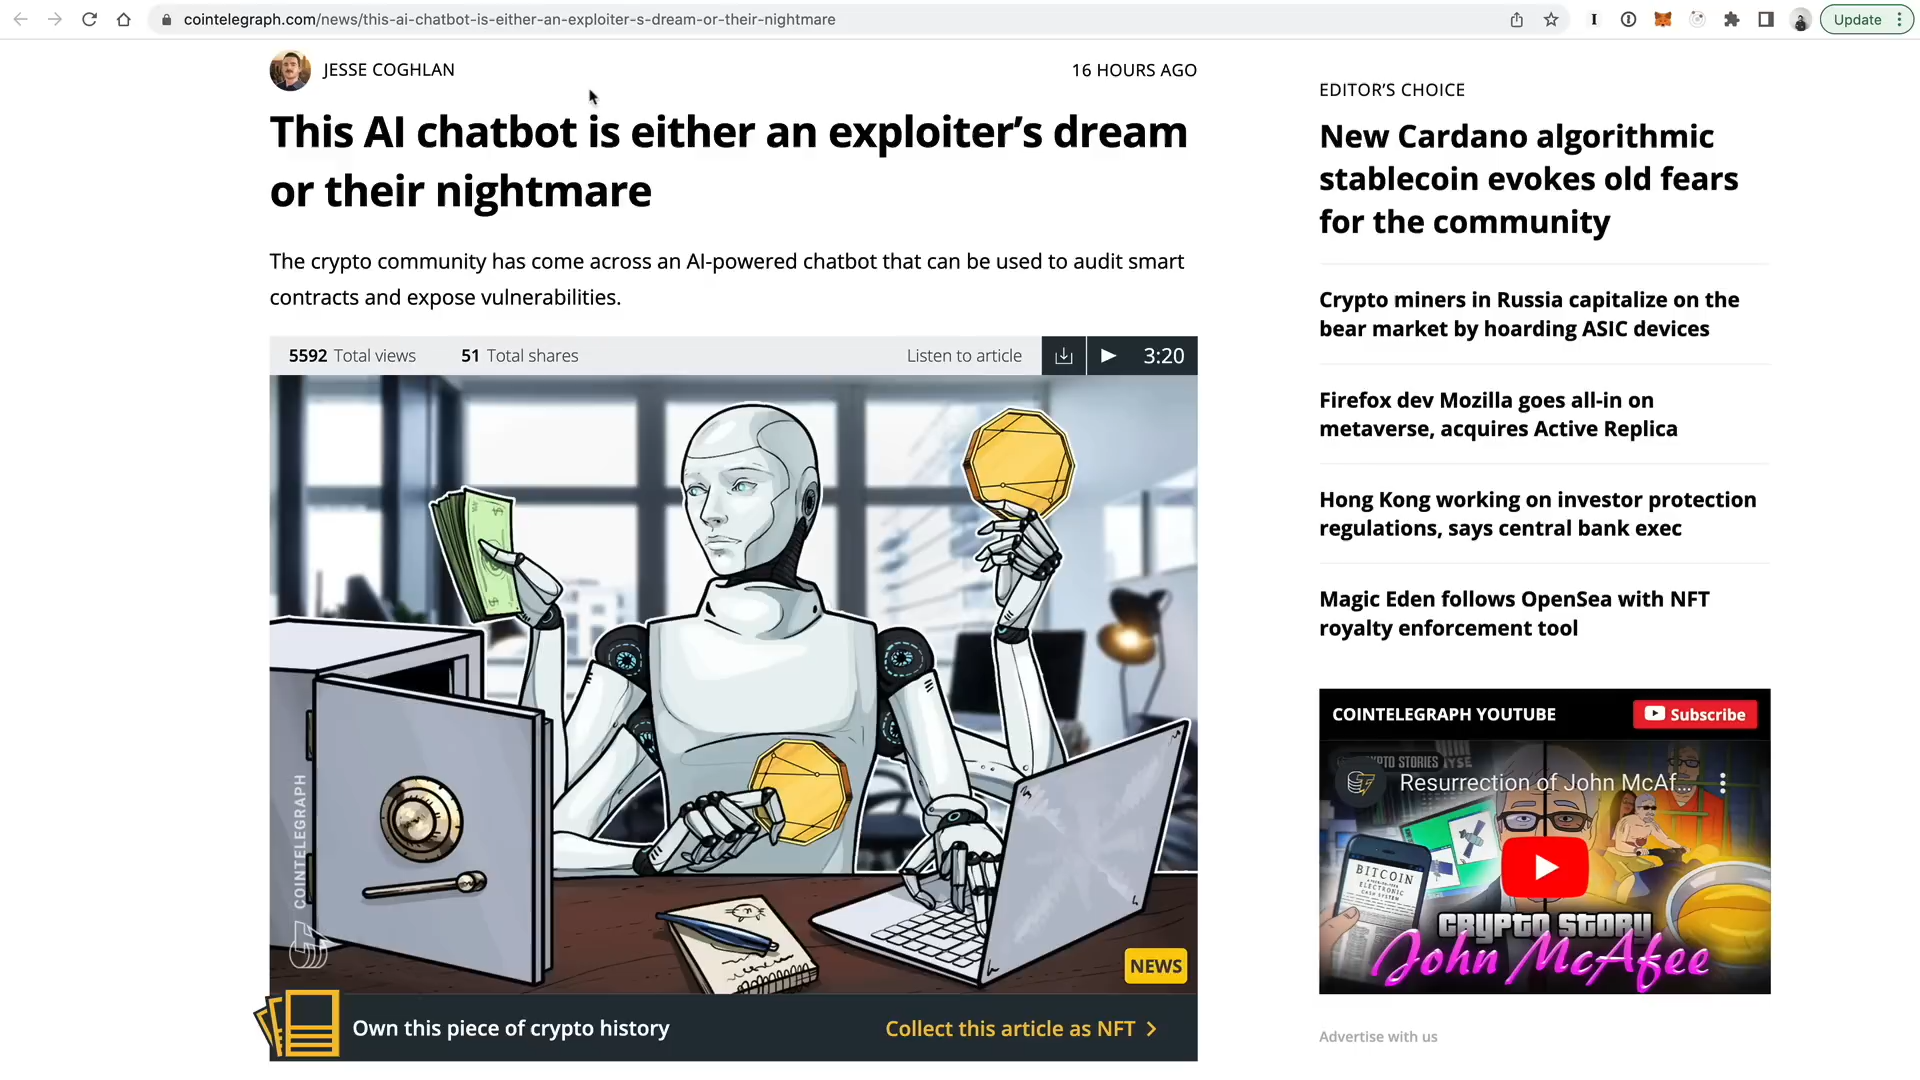 cointelegraph.com/news/this-ai-chatbot-is-either-an-exploiter-s-dream-or-their-nightmare
Update
JESSE COGHLAN
16 HOURS AGO
This AI chatbot is either an exploiter's dream
or their nightmare
The crypto community has come across an AI-powered chatbot that can be used to audit smart
contracts and expose vulnerabilities.
5592 Total views
51 Total shares
Listen to article
3:20
COINTELEGRAPH
NEWS
Own this piece of crypto history
Collect this article as NFT
EDITOR'S CHOICE
New Cardano algorithmic
stablecoin evokes old fears
for the community
Crypto miners in Russia capitalize on the
bear market by hoarding ASIC devices
Firefox dev Mozilla goes all-in on
metaverse, acquires Active Replica
Hong Kong working on investor protection
regulations, says central bank exec
Magic Eden follows OpenSea with NFT
royalty enforcement tool
COINTELEGRAPH YOUTUBE
Subscribe
Resurrection of John McAf...
BITCOIN
ELECTRONIC
CASH SYSTEM
CRYPTO STORY
John McAfee
Advertise with us